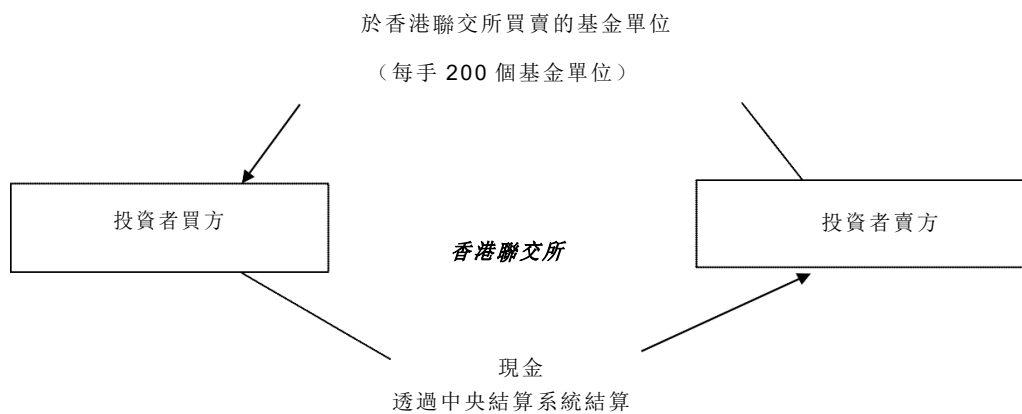 於香港聯交所買賣的基金單位
（每手 200 個基金單位）
投資者買方
投資者賣方
香港聯交所
現金
透過中央結算系統結算